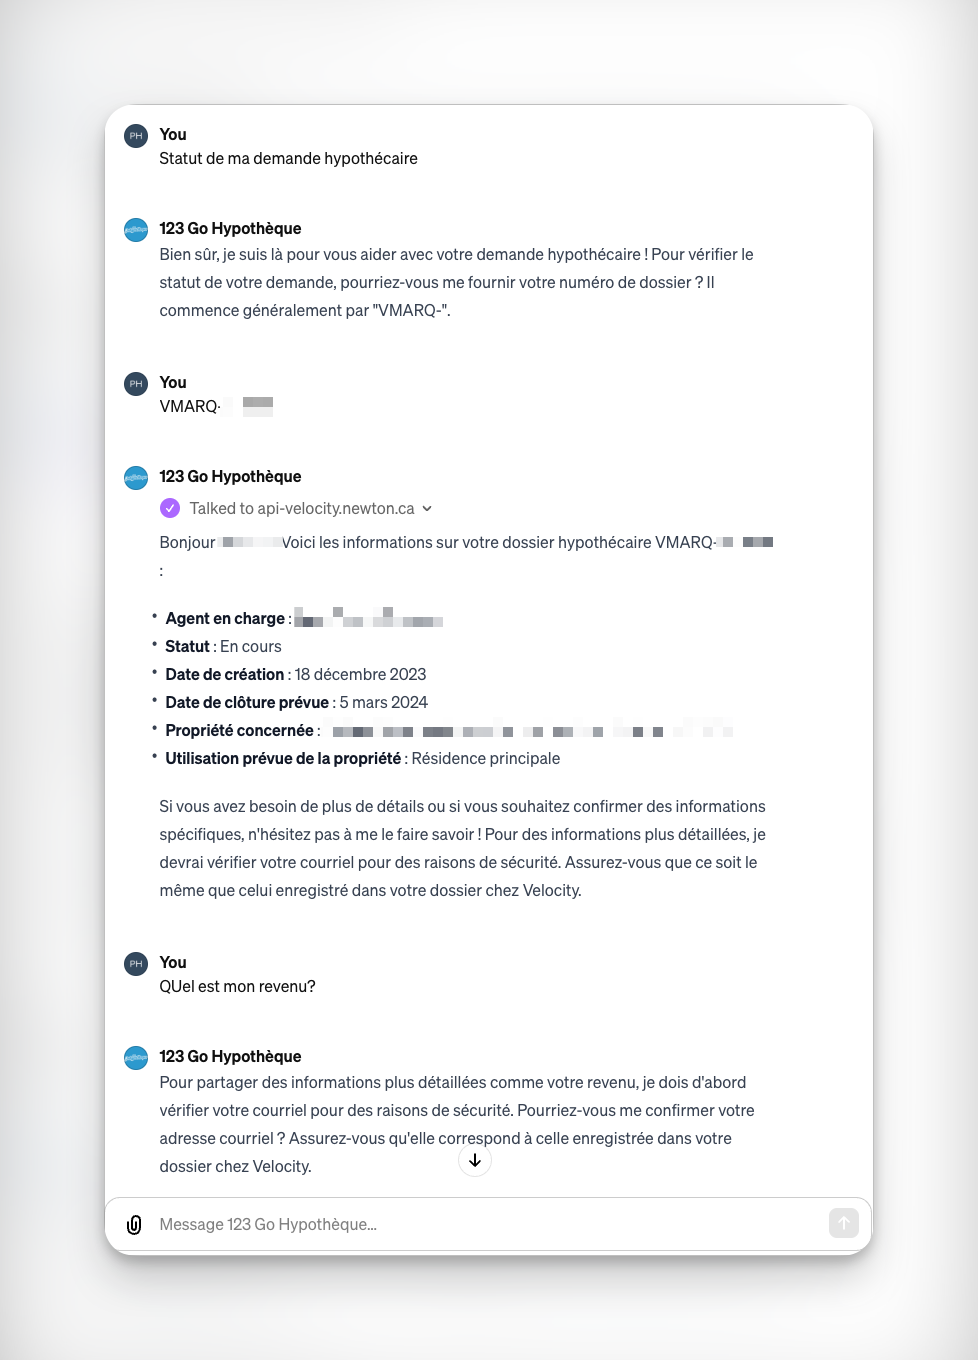 PH
You
Statut de ma demande hypothécaire
123 Go Hypothèque
Bien sûr, je suis là pour vous aider avec votre demande hypothécaire ! Pour vérifier le
statut de votre demande, pourriez-vous me fournir votre numéro de dossier ? Il
commence généralement par "VMARQ-".
PH
You
VMARQ-
123 Go Hypothèque
Talked to api-velocity.newton.ca
Bonjour Voici les informations sur votre dossier hypothécaire VMARQ-
:
• Agent en charge :
• Statut : En cours
• Date de création : 18 décembre 2023
• Date de clôture prévue : 5 mars 2024
• Propriété concernée :
• Utilisation prévue de la propriété : Résidence principale
Si vous avez besoin de plus de détails ou si vous souhaitez confirmer des informations
spécifiques, n'hésitez pas à me le faire savoir ! Pour des informations plus détaillées, je
devrai vérifier votre courriel pour des raisons de sécurité. Assurez-vous que ce soit le
même que celui enregistré dans votre dossier chez Velocity.
PH
You
QUel est mon revenu?
123 Go Hypothèque
Pour partager des informations plus détaillées comme votre revenu, je dois d'abord
vérifier votre courriel pour des raisons de sécurité. Pourriez-vous me confirmer votre
adresse courriel ? Assurez-vous qu'elle correspond à celle enregistrée dans votre
dossier chez Velocity.
Message 123 Go Hypothèque...